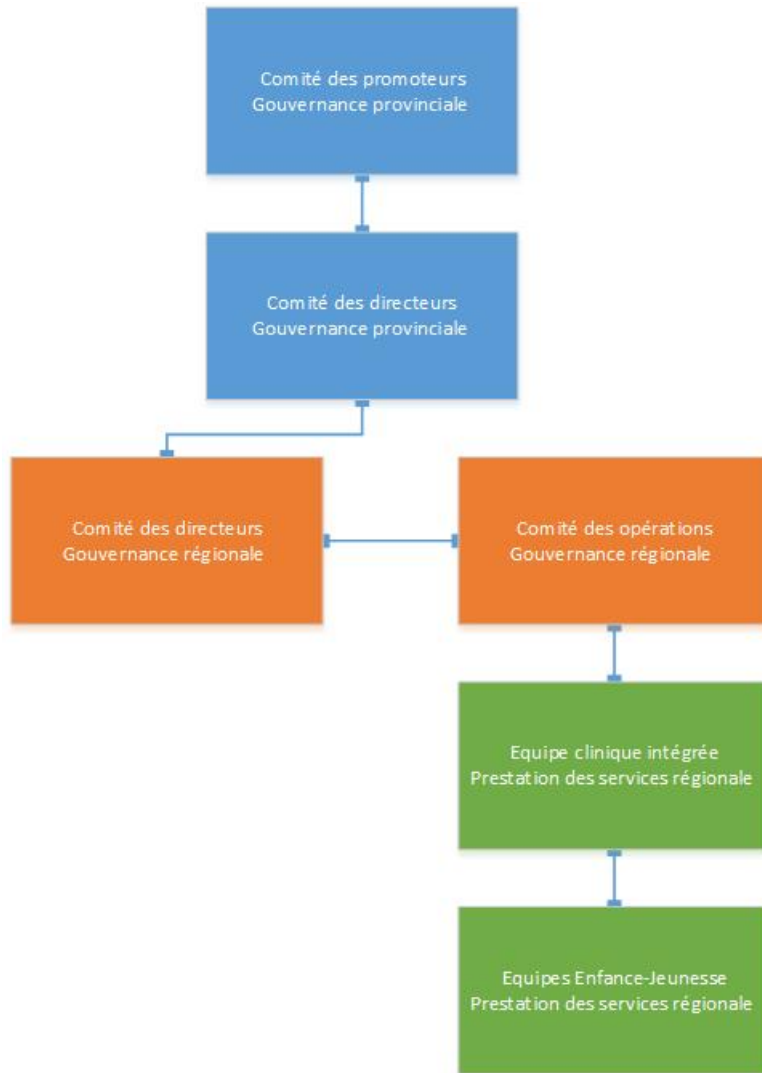 Comité des promoteurs
Gouvernance provinciale
Comité des directeurs
Gouvernance provinciale
Comité des directeurs
Gouvernance régionale
Comité des opérations
Gouvernance régionale
Equipe clinique intégrée
Prestation des services régionale
Equipes Enfance-Jeunesse
Prestation des services régionale